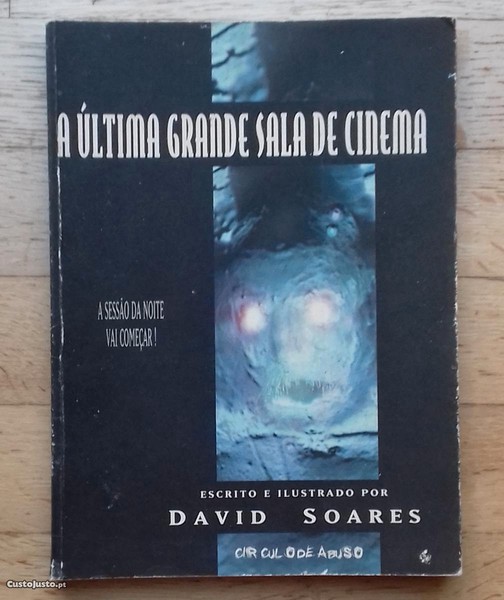 A ÚLTIMA GRANDE SALA DE CINEMA
A SESSÃO DA NOITE
VAI COMEÇAR!
ESCRITO E ILUSTRADO POR
DAVID SOARES
CIRCULO DE ABUSO
CustoJusto.pt